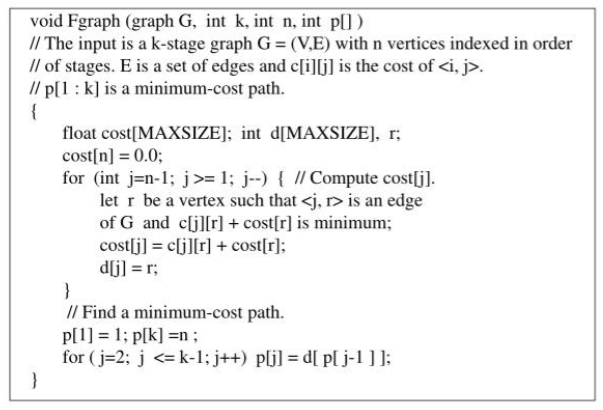 void Fgraph (graph G, int k, int n, int p[] )
// The input is a k-stage graph G = (V,E) with n vertices indexed in order
// of stages. E is a set of edges and c[i][j] is the cost of <i, j>.
// p[1 : k] is a minimum-cost path.
{
float cost[MAXSIZE]; int d[MAXSIZE], r;
cost[n] = 0.0;
for (int j=n-1; j >= 1; j--) { // Compute cost[j].
let r be a vertex such that <j, r> is an edge
of G and c[j][r] + cost[r] is minimum;
cost[j] = c[j][r] + cost[r];
d[j] = r;
}
// Find a minimum-cost path.
p[1] = 1; p[k] =n ;
for ( j=2; j <= k-1; j++) p[j] = d[ p[ j-1 ] ];
}